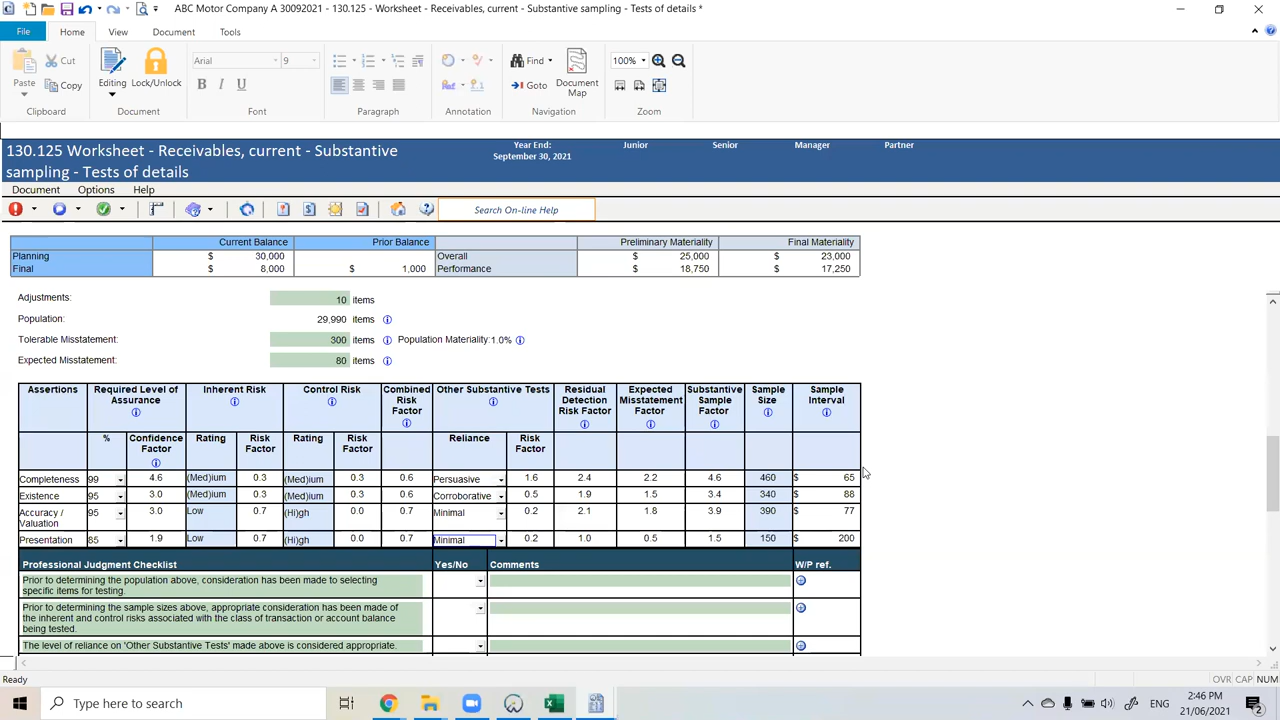 ABC Motor Company A 30092021 - 130.125 - Worksheet - Receivables, current - Substantive sampling - Tests of details *
File Home View Document Tools
Paste Cut Copy Editing Lock/Unlock Arial 9 B I U Find Goto Document Map 100%
Clipboard Document Font Paragraph Annotation Navigation Zoom
130.125 Worksheet - Receivables, current - Substantive
sampling - Tests of details
Year End:
September 30, 2021
Junior Senior Manager Partner
Document Options Help
Search On-line Help
Current Balance Prior Balance Preliminary Materiality Final Materiality
Planning $ 30,000 Overall $ 25,000 $ 23,000
Final $ 8,000 $ 1,000 Performance $ 18,750 $ 17,250
Adjustments: 10 items
Population: 29,990 items
Tolerable Misstatement: 300 items Population Materiality: 1.0%
Expected Misstatement: 80 items
Assertions Required Level of Assurance Inherent Risk Control Risk Combined Risk Factor Other Substantive Tests Residual Detection Risk Factor Expected Misstatement Factor Substantive Sample Factor Sample Size Sample Interval
% Confidence Factor Rating Risk Factor Rating Risk Factor Reliance Risk Factor
Completeness 99 4.6 (Med)ium 0.3 (Med)ium 0.3 0.6 Persuasive 1.6 2.4 2.2 4.6 460 $ 65
Existence 95 3.0 (Med)ium 0.3 (Med)ium 0.3 0.6 Corroborative 0.5 1.9 1.5 3.4 340 $ 88
Accuracy / Valuation 95 3.0 Low 0.7 (Hi)gh 0.0 0.7 Minimal 0.2 2.1 1.8 3.9 390 $ 77
Presentation 85 1.9 Low 0.7 (Hi)gh 0.0 0.7 Minimal 0.2 1.0 0.5 1.5 150 $ 200
Professional Judgment Checklist Yes/No Comments W/P ref.
Prior to determining the population above, consideration has been made to selecting
specific items for testing.
Prior to determining the sample sizes above, appropriate consideration has been made of
the inherent and control risks associated with the class of transaction or account balance
being tested.
The level of reliance on 'Other Substantive Tests' made above is considered appropriate.
Ready OVR CAP NUM
Type here to search
ENG
2:46 PM
21/06/2021
2